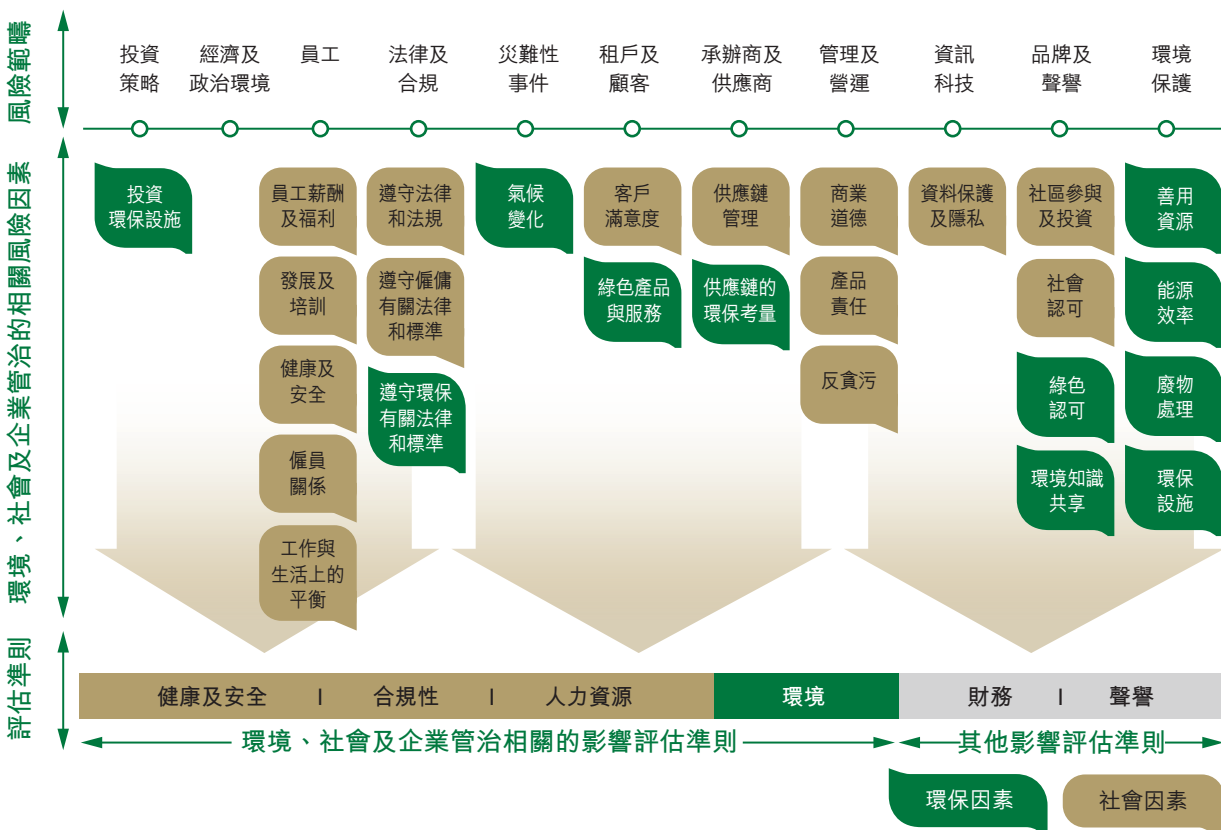 風險範疇
投資
策略
經濟及
政治環境
員工
法律及
合規
災難性
事件
租戶及
顧客
承辦商及
供應商
管理及
營運
資訊
科技
品牌及
聲譽
環境
保護
環境、社會及企業管治的相關風險因素
投資
環保設施
員工薪酬
及福利
發展及
培訓
健康及
安全
僱員
關係
工作與
生活上的
平衡
遵守法律
和法規
遵守僱傭
有關法律
和標準
遵守環保
有關法律
和標準
氣候
變化
客戶
滿意度
綠色產品
與服務
供應鏈
管理
供應鏈的
環保考量
商業
道德
產品
責任
反貪污
資料保護
及隱私
社區參與
及投資
社會
認可
綠色
認可
環境知識
共享
善用
資源
能源
效率
廢物
處理
環保
設施
評估準則
健康及安全 I 合規性 I 人力資源 環境 財務 I 聲譽
環境、社會及企業管治相關的影響評估準則 其他影響評估準則
環保因素 社會因素